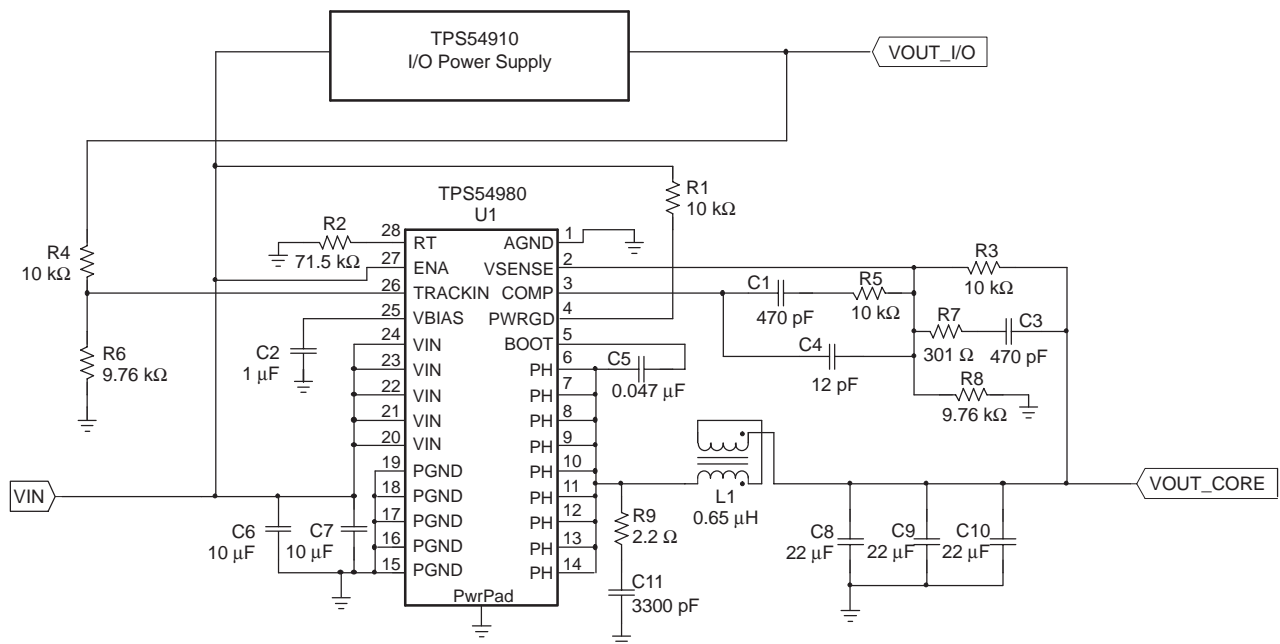 TPS54910
I/O Power Supply
VOUT_I/O
R1
10 kΩ
TPS54980
U1
R2
71.5 kΩ
R4
10 kΩ
R6
9.76 kΩ
C2
1 μF
28 RT
27 ENA
26 TRACKIN
25 VBIAS
24 VIN
23 VIN
22 VIN
21 VIN
20 VIN
19 PGND
18 PGND
17 PGND
16 PGND
15 PGND
AGND 1
VSENSE 2
COMP 3
PWRGD 4
BOOT 5
PH 6
PH 7
PH 8
PH 9
PH 10
PH 11
PH 12
PH 13
PH 14
PwrPad
C5
0.047 μF
C1
470 pF
R5
10 kΩ
C4
12 pF
R3
10 kΩ
R7
301 Ω
C3
470 pF
R8
9.76 kΩ
L1
0.65 μH
VIN
VOUT_CORE
C6
10 μF
C7
10 μF
R9
2.2 Ω
C11
3300 pF
C8
22 μF
C9
22 μF
C10
22 μF